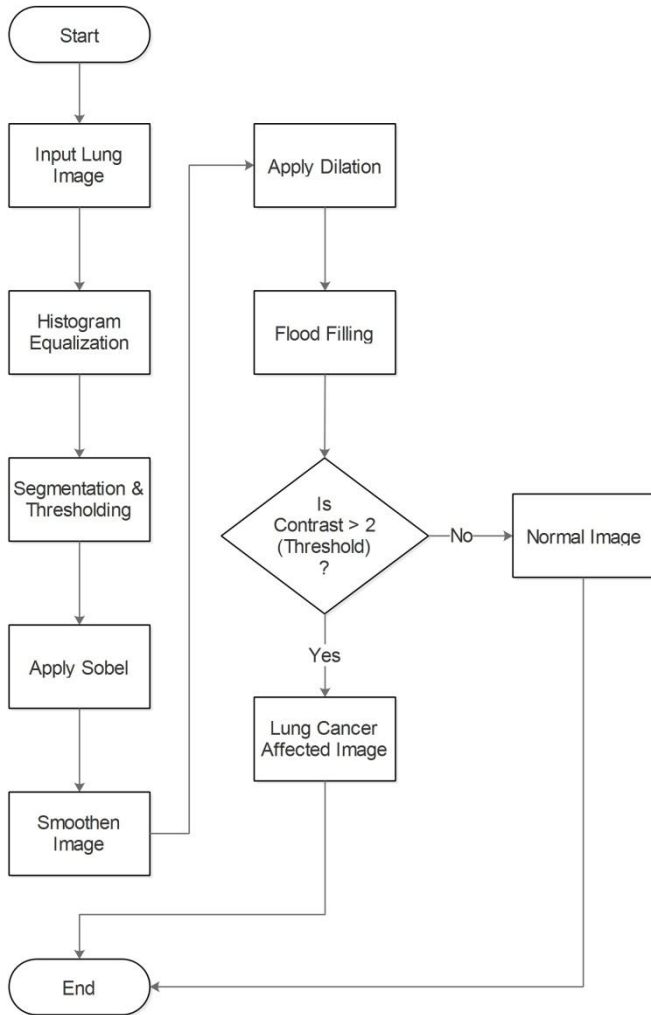 Start
Input Lung
Image
Histogram
Equalization
Segmentation &
Thresholding
Apply Sobel
Smoothen
Image
Apply Dilation
Flood Filling
Is
Contrast > 2
(Threshold)
?
No
Normal Image
Yes
Lung Cancer
Affected Image
End